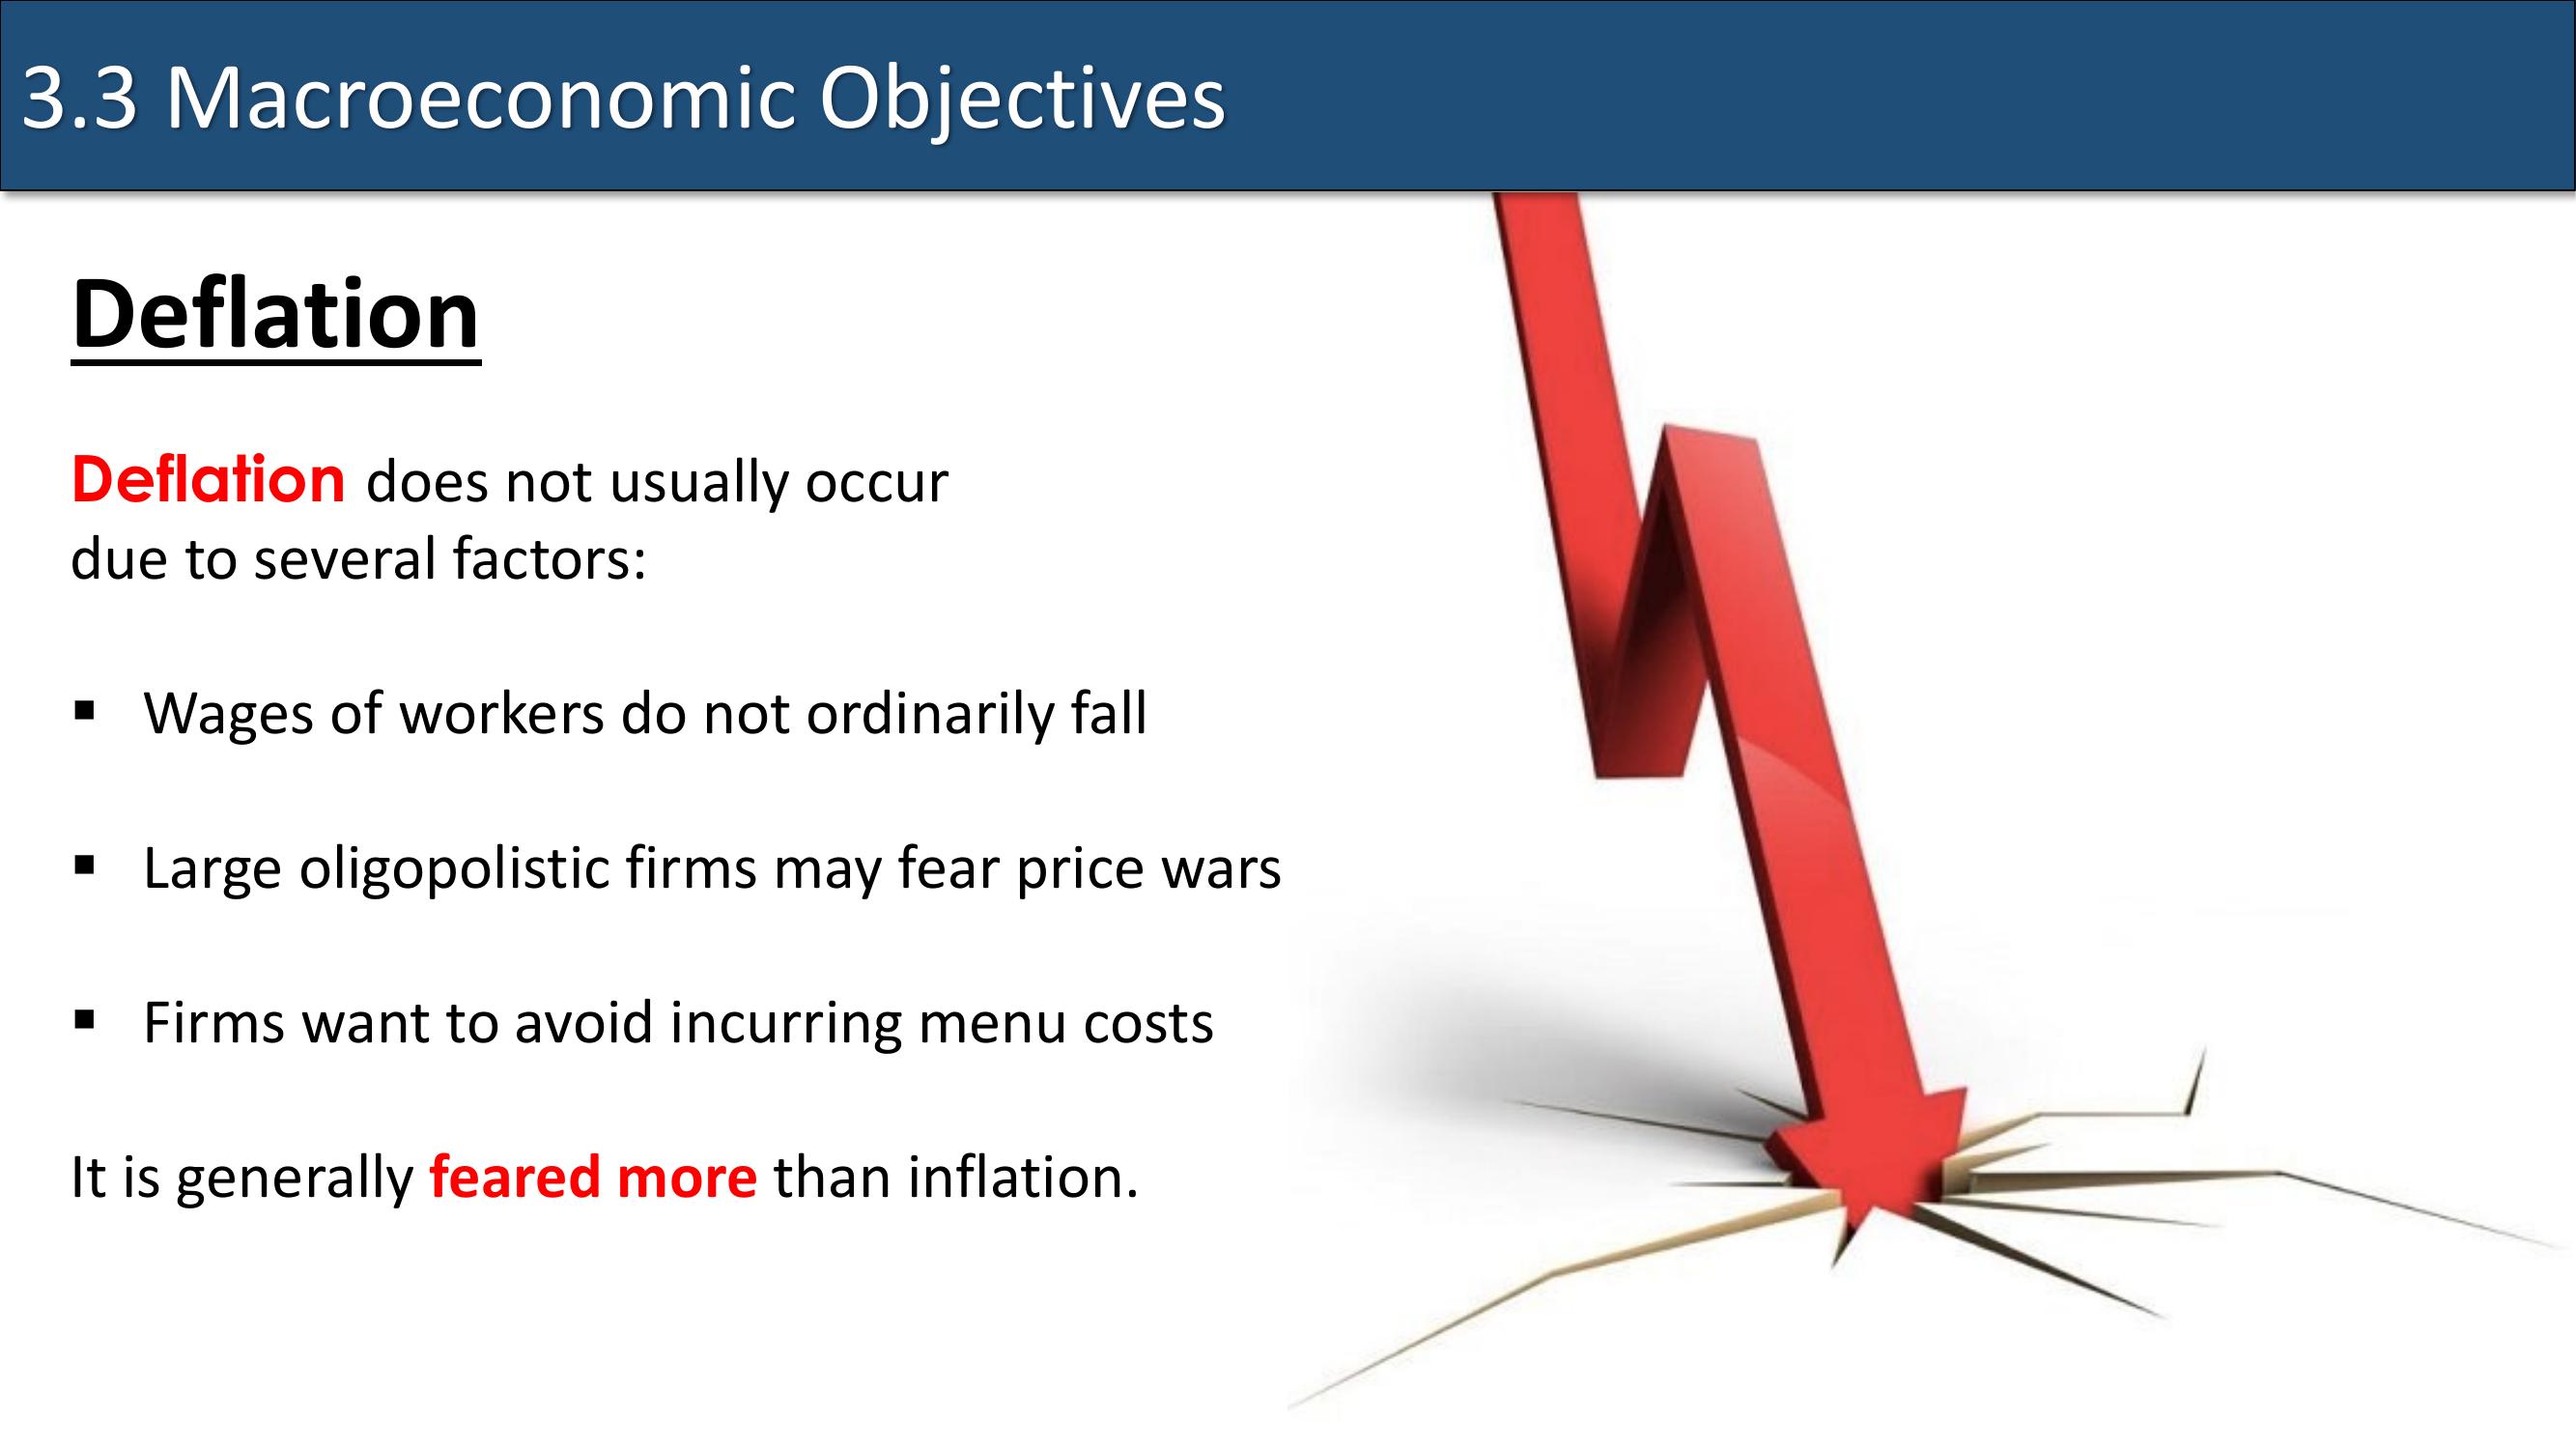 3.3 Macroeconomic Objectives
Deflation
Deflation does not usually occur
due to several factors:
▪ Wages of workers do not ordinarily fall
▪ Large oligopolistic firms may fear price wars
▪ Firms want to avoid incurring menu costs
It is generally feared more than inflation.